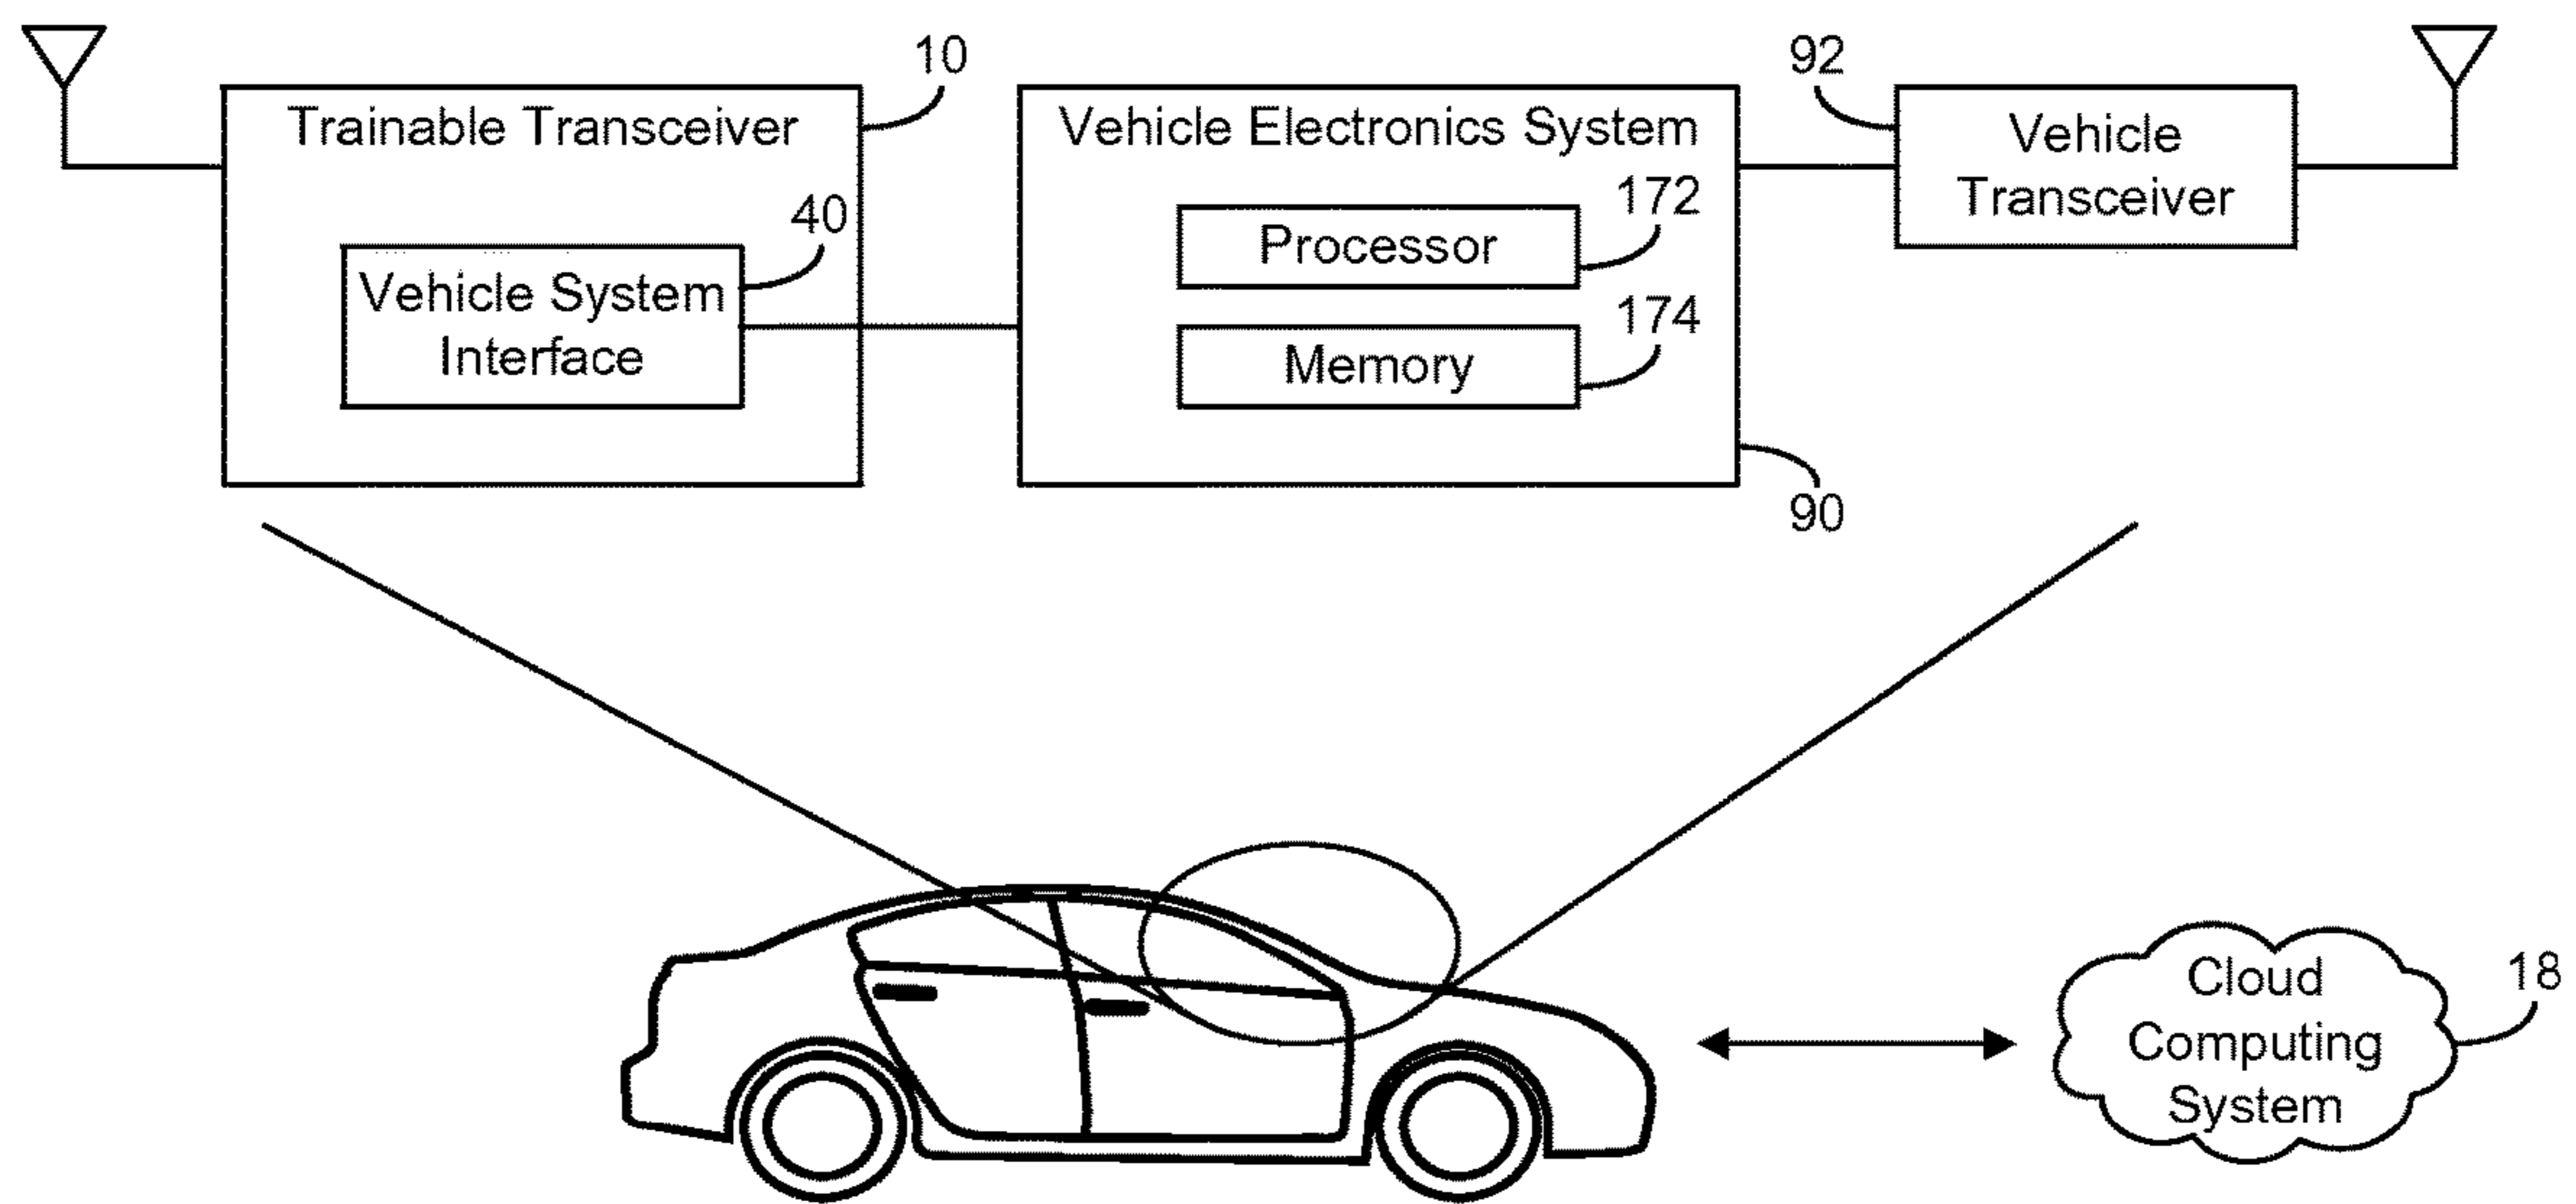 10
92
Trainable Transceiver
Vehicle Electronics System
Vehicle
Transceiver
40
172
Vehicle System
Interface
Processor
174
Memory
90
Cloud
Computing
System
18